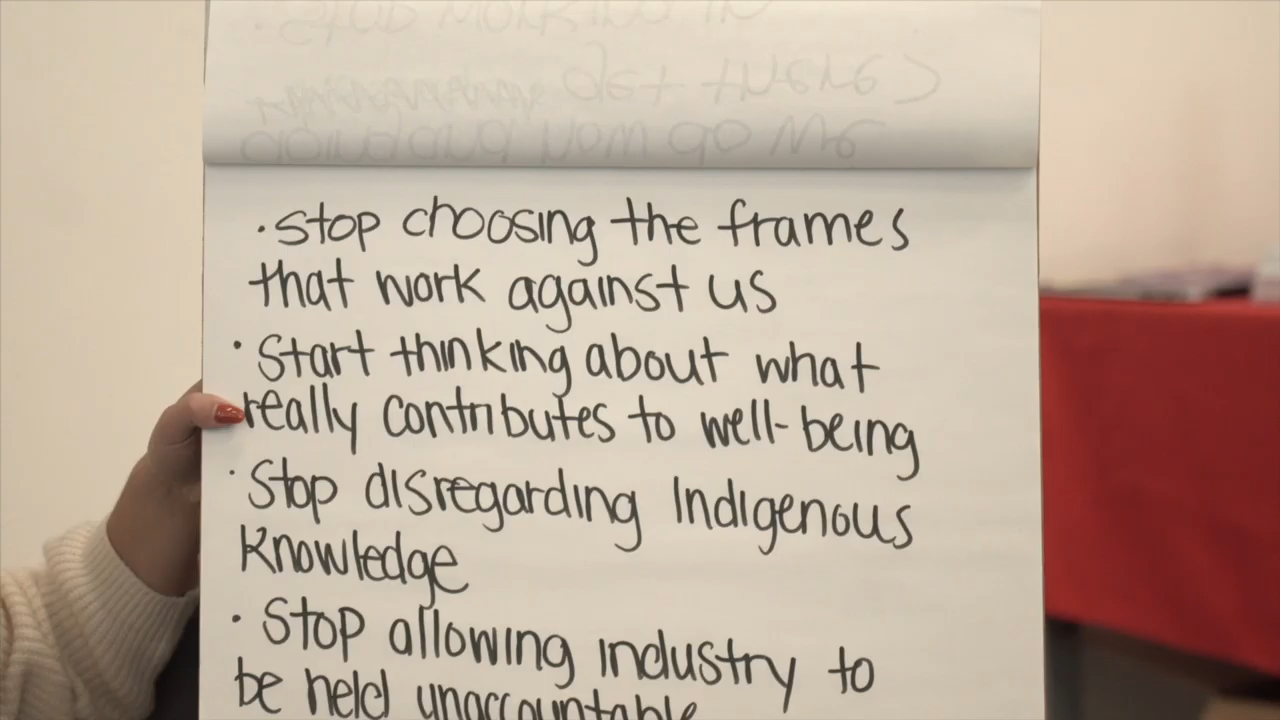 • Stop choosing the frames
that work against us
• Start thinking about what
really contributes to well-being
• Stop disregarding Indigenous
Knowledge
• Stop allowing industry to
be held unaccountable